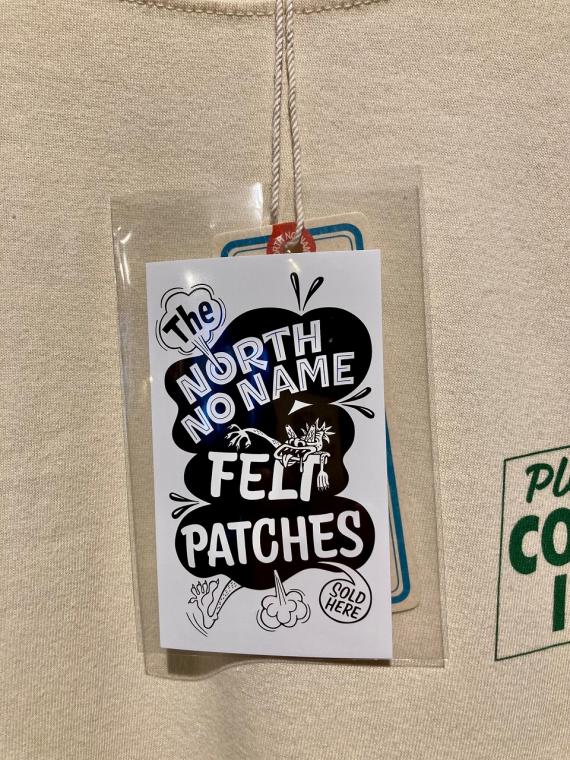 The
NORTH
NO NAME
FELT
PATCHES
SOLD
HERE
CO